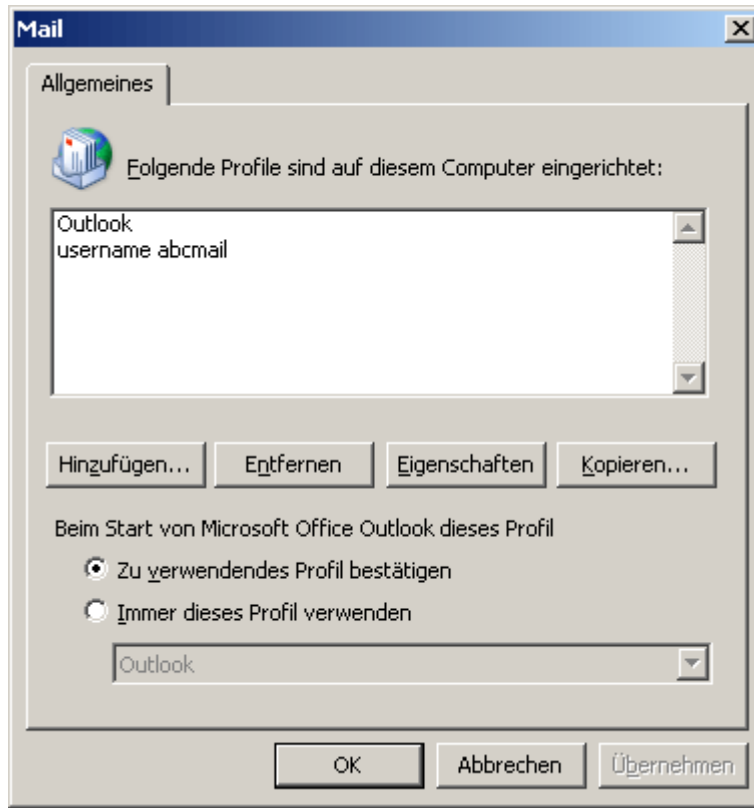 Mail
Allgemeines
Folgende Profile sind auf diesem Computer eingerichtet:
Outlook
username abcmail
Hinzufügen... Entfernen Eigenschaften Kopieren...
Beim Start von Microsoft Office Outlook dieses Profil
Zu verwendendes Profil bestätigen
Immer dieses Profil verwenden
Outlook
OK Abbrechen Übernehmen